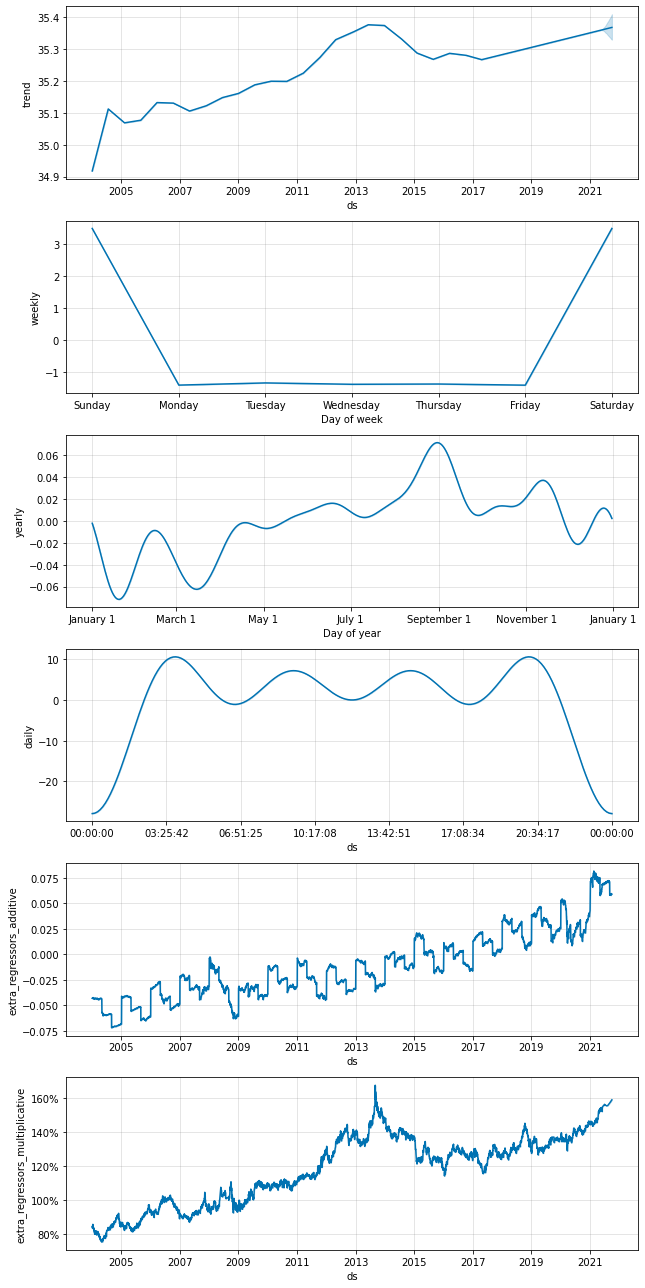 35.4
35.3
35.2
35.1
35.0
34.9
trend
2005 2007 2009 2011 2013 2015 2017 2019 2021
ds
3
2
1
0
−1
weekly
Sunday Monday Tuesday Wednesday Thursday Friday Saturday
Day of week
0.06
0.04
0.02
0.00
−0.02
−0.04
−0.06
yearly
January 1 March 1 May 1 July 1 September 1 November 1 January 1
Day of year
10
0
−10
−20
daily
00:00:00 03:25:42 06:51:25 10:17:08 13:42:51 17:08:34 20:34:17 00:00:00
ds
0.075
0.050
0.025
0.000
−0.025
−0.050
−0.075
extra_regressors_additive
2005 2007 2009 2011 2013 2015 2017 2019 2021
ds
160%
140%
120%
100%
80%
extra_regressors_multiplicative
2005 2007 2009 2011 2013 2015 2017 2019 2021
ds